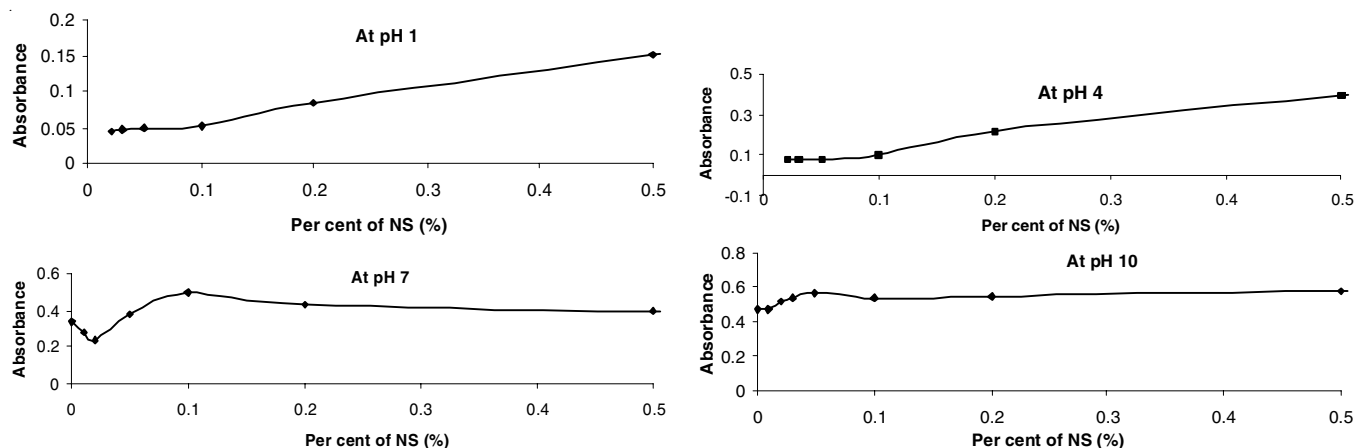 At pH 1
Absorbance
0.2
0.15
0.1
0.05
0
0 0.1 0.2 0.3 0.4 0.5
Per cent of NS (%)
At pH 4
Absorbance
0.5
0.3
0.1
-0.1
0 0.1 0.2 0.3 0.4 0.5
Per cent of NS (%)
At pH 7
Absorbance
0.6
0.4
0.2
0
0 0.1 0.2 0.3 0.4 0.5
Per cent of NS (%)
At pH 10
Absorbance
0.8
0.6
0.4
0.2
0
0 0.1 0.2 0.3 0.4 0.5
Per cent of NS (%)